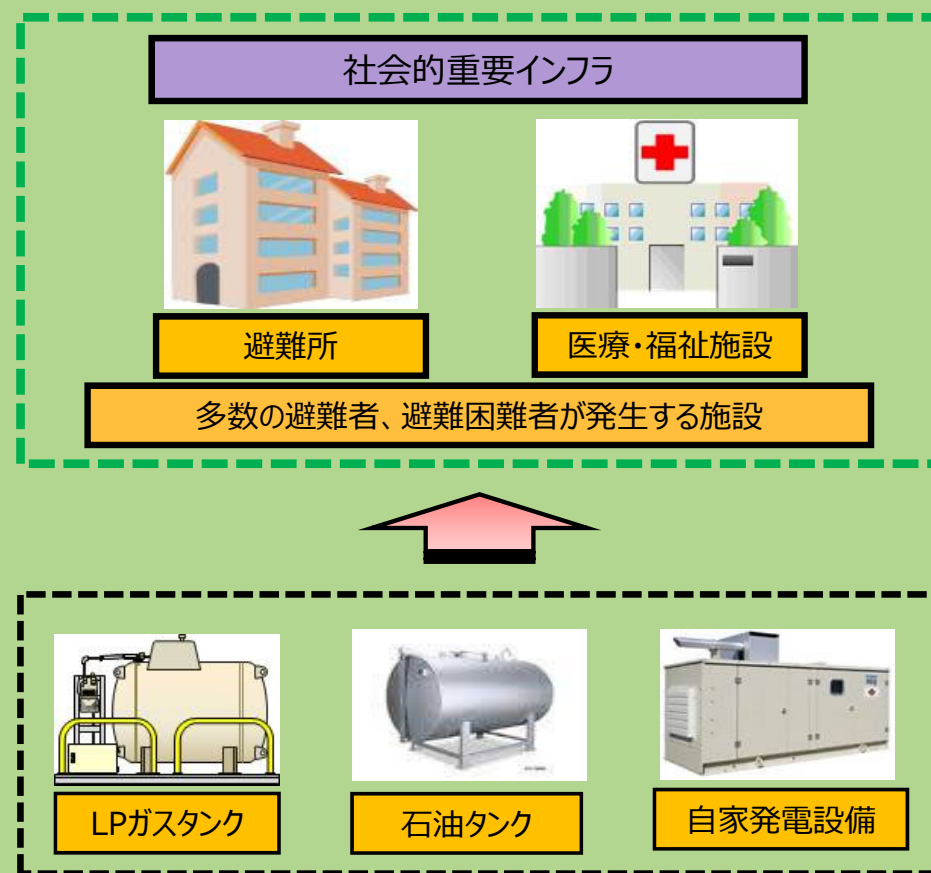 社会的重要インフラ
避難所
医療・福祉施設
多数の避難者、避難困難者が発生する施設
LPガスタンク
石油タンク
自家発電設備